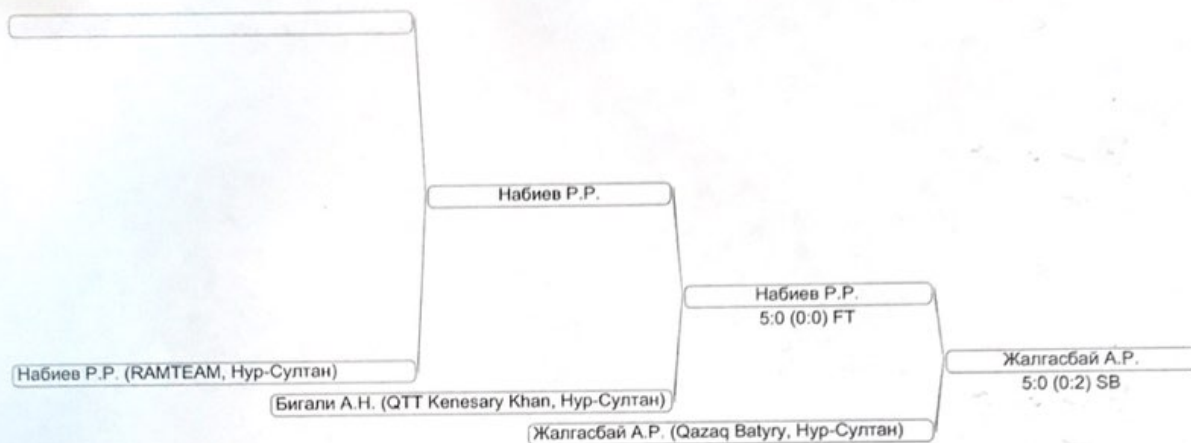 Набиев Р.Р.
Набиев Р.Р.
5:0 (0:0) FT
Набиев Р.Р. (RAMTEAM, Нур-Султан)
Жалгасбай А.Р.
5:0 (0:2) SB
Бигали А.Н. (QTT Kenesary Khan, Нур-Султан)
Жалгасбай А.Р. (Qazaq Batyry, Нур-Султан)